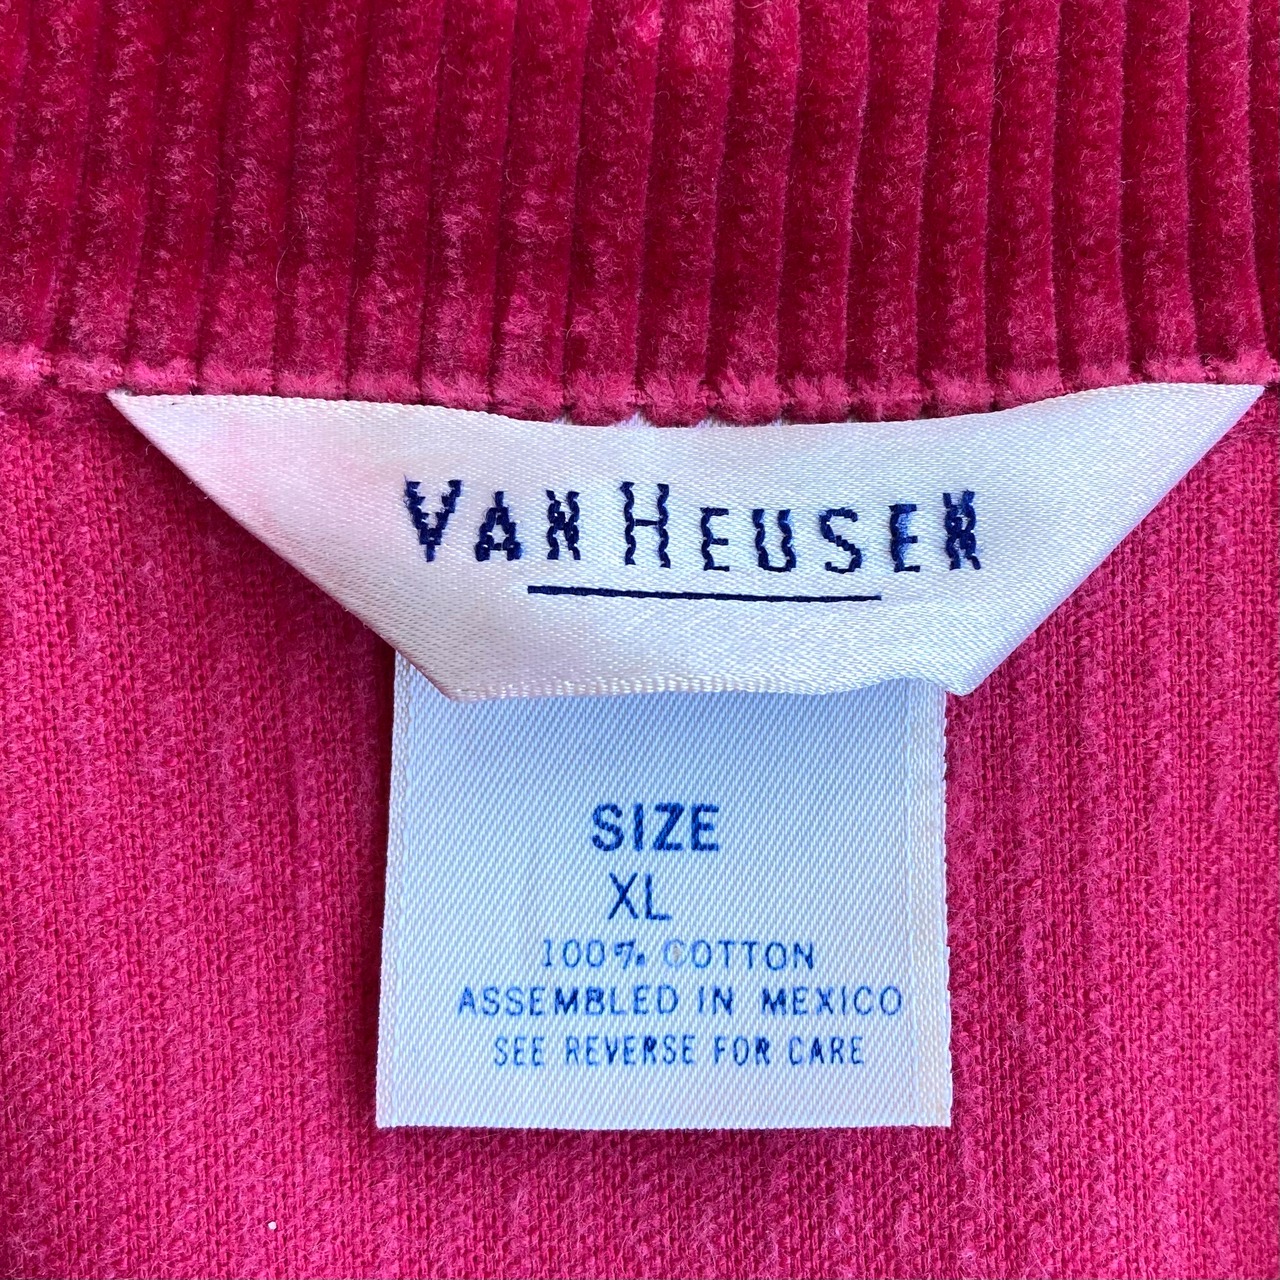 VAN HEUSEN
SIZE
XL
100% COTTON
ASSEMBLED IN MEXICO
SEE REVERSE FOR CARE